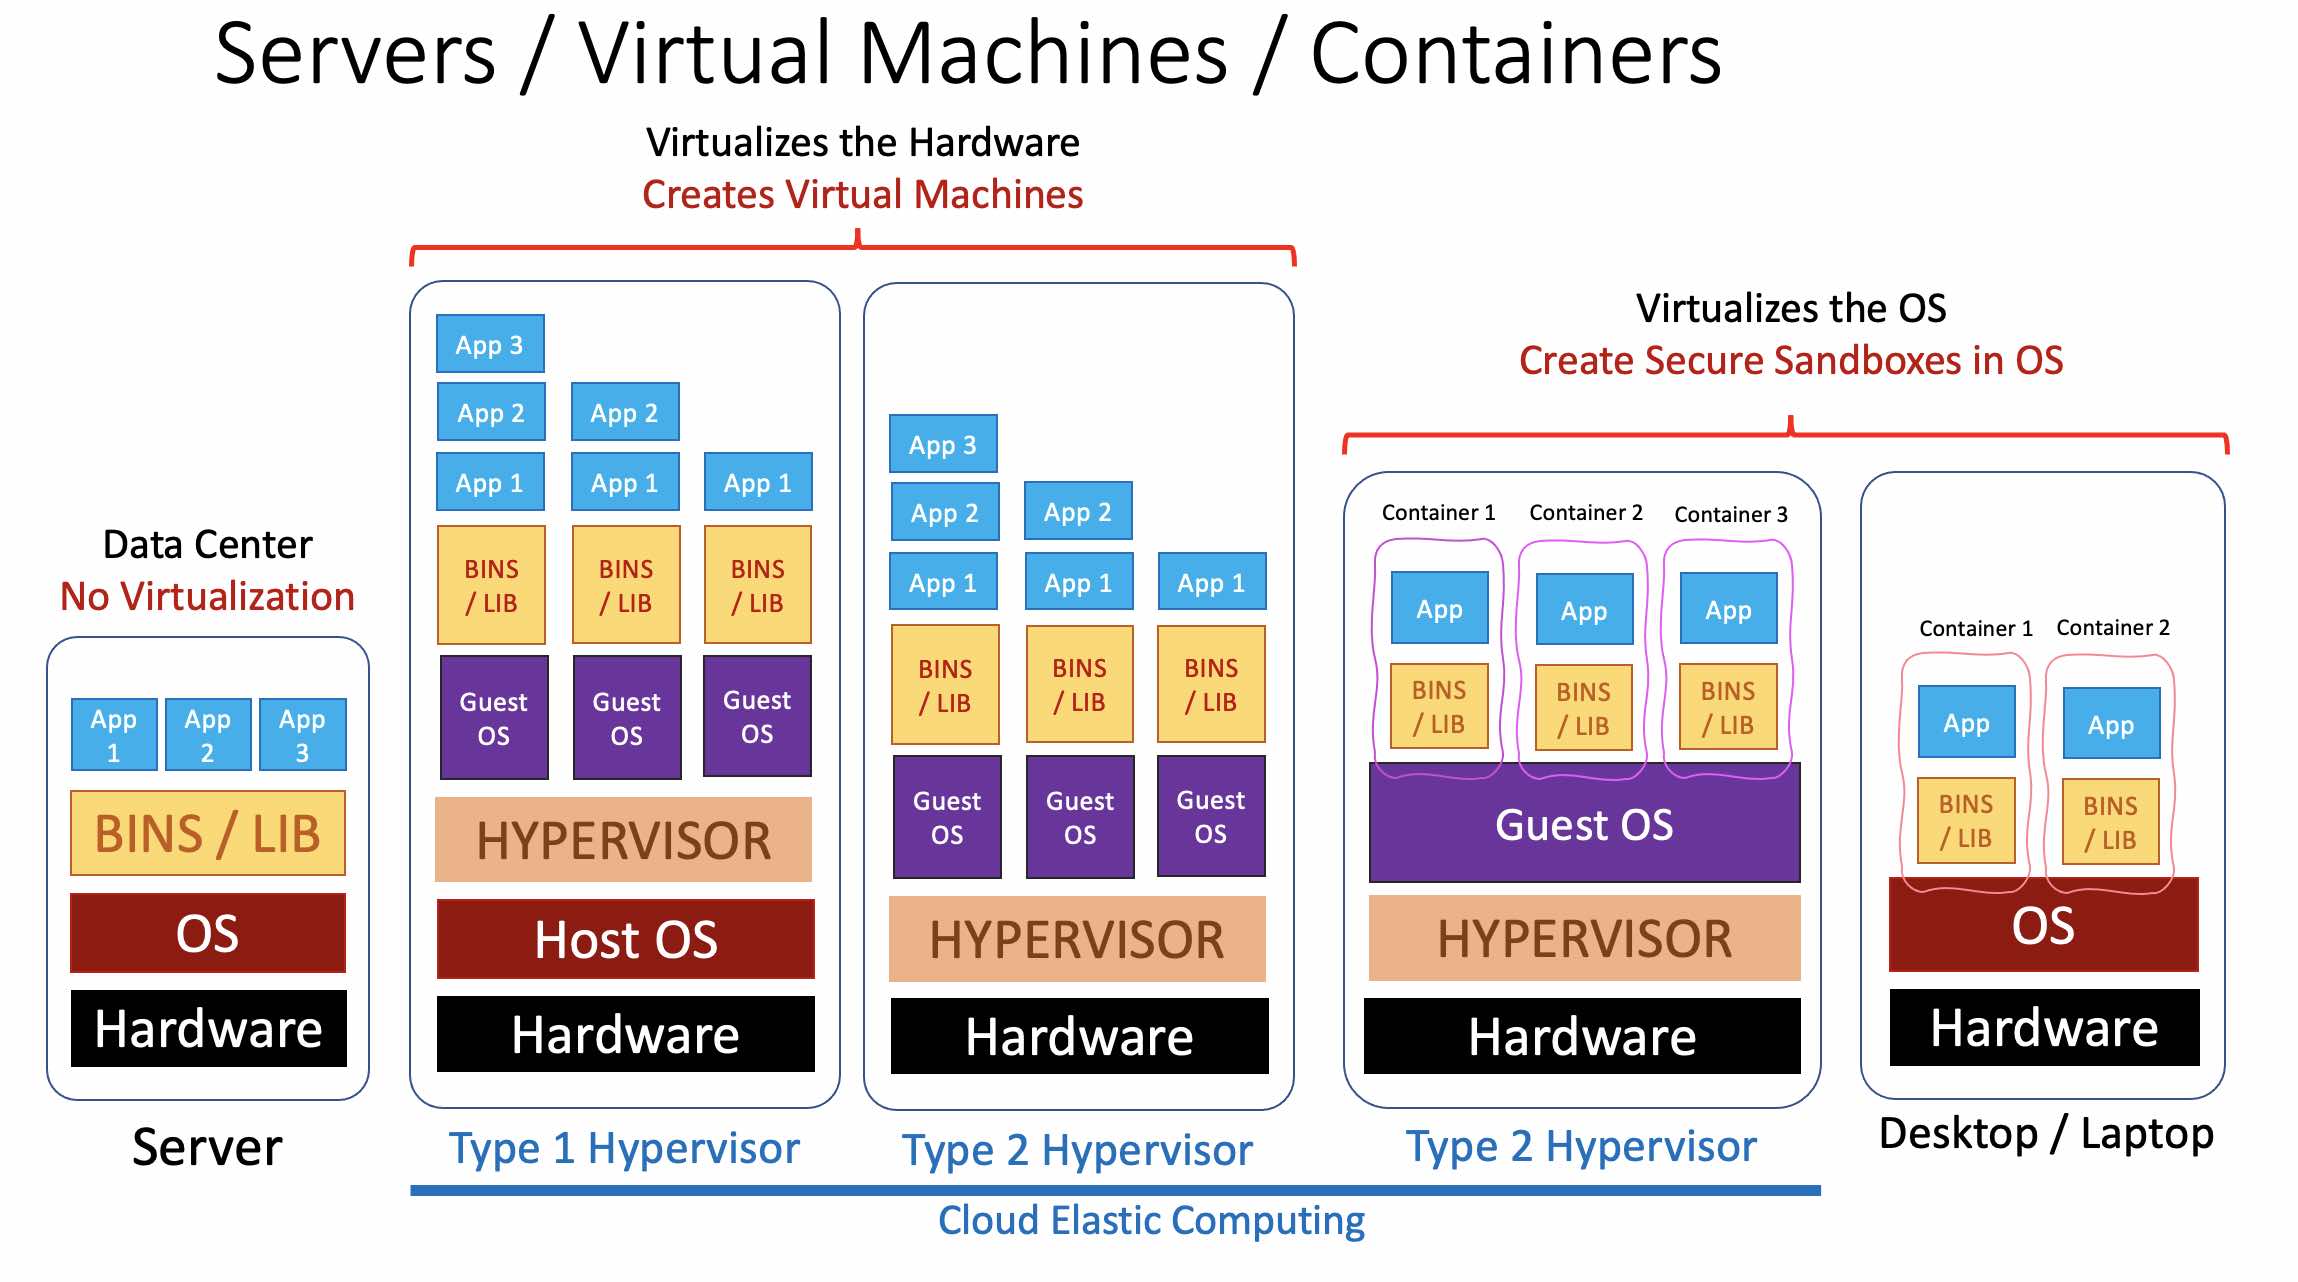 Servers / Virtual Machines / Containers
Virtualizes the Hardware
Creates Virtual Machines
Virtualizes the OS
Create Secure Sandboxes in OS
Data Center
No Virtualization
App
1
App
2
App
3
BINS / LIB
OS
Hardware
Server
App 3
App 2
App 2
App 1
App 1
App 1
BINS
/ LIB
BINS
/ LIB
BINS
/ LIB
Guest
OS
Guest
OS
Guest
OS
HYPERVISOR
Host OS
Hardware
Type 1 Hypervisor
App 3
App 2
App 2
App 1
App 1
App 1
BINS
/ LIB
BINS
/ LIB
BINS
/ LIB
Guest
OS
Guest
OS
Guest
OS
HYPERVISOR
Hardware
Type 2 Hypervisor
Container 1
Container 2
Container 3
App
App
App
BINS
/ LIB
BINS
/ LIB
BINS
/ LIB
Guest OS
HYPERVISOR
Hardware
Type 2 Hypervisor
Container 1
Container 2
App
App
BINS
/ LIB
BINS
/ LIB
OS
Hardware
Desktop / Laptop
Cloud Elastic Computing